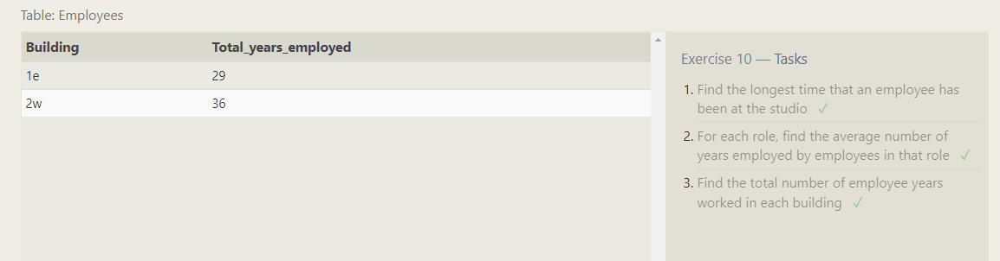 Table: Employees
Building Total_years_employed
1e 29
2w 36
Exercise 10 — Tasks
1. Find the longest time that an employee has
been at the studio ✓
2. For each role, find the average number of
years employed by employees in that role ✓
3. Find the total number of employee years
worked in each building ✓